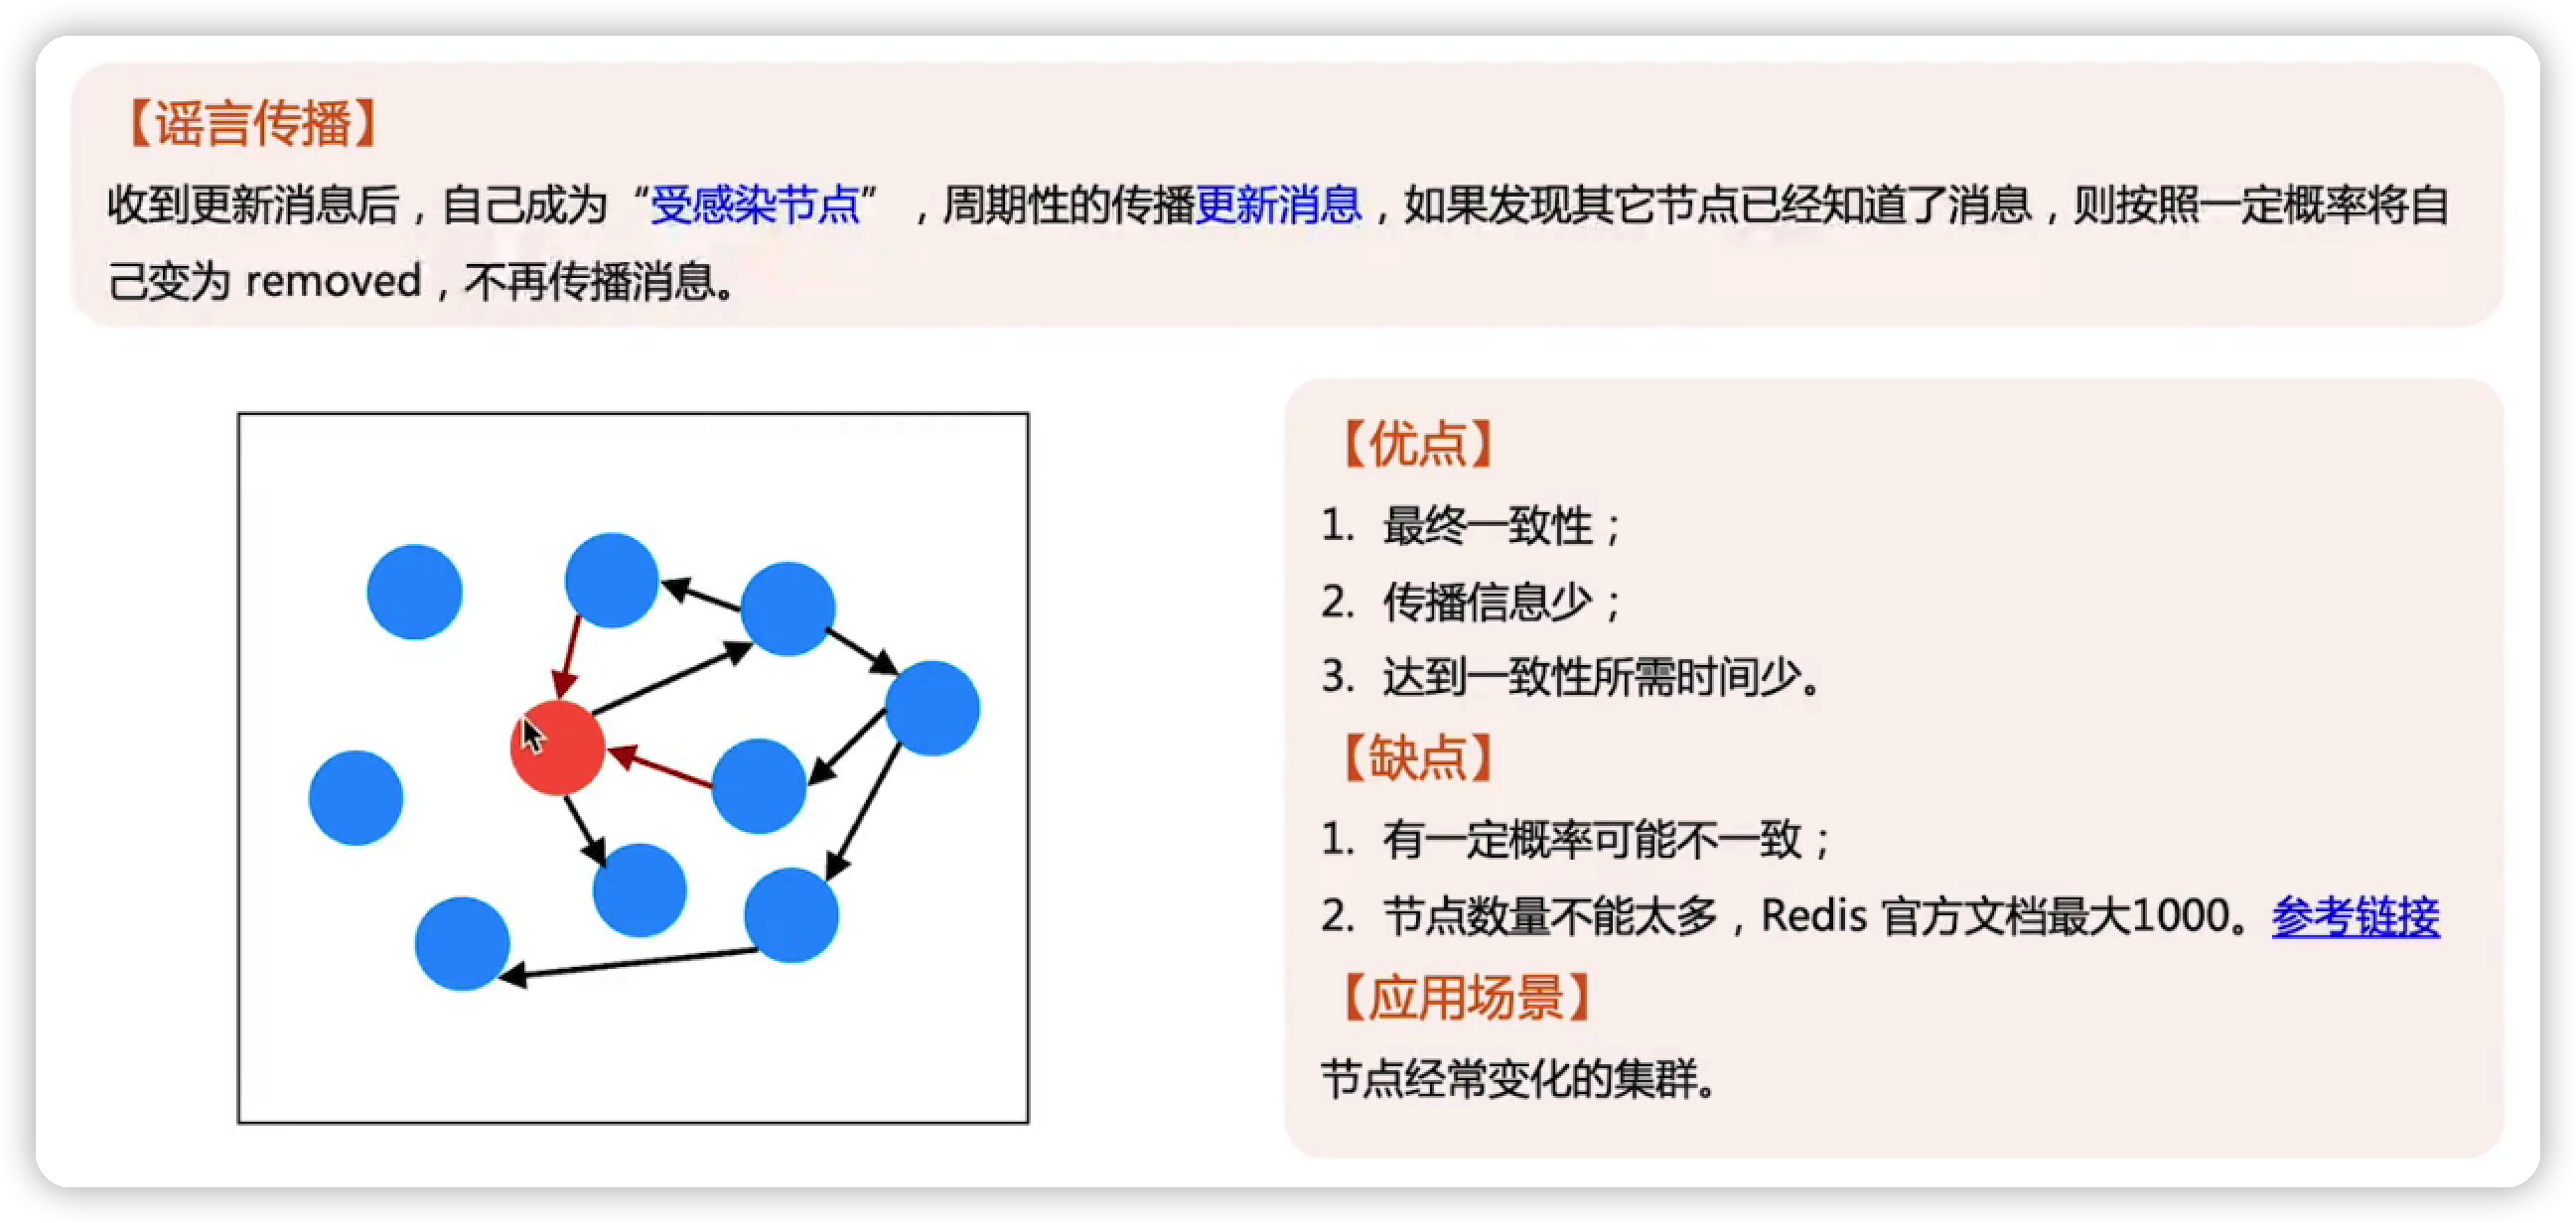 【谣言传播】
收到更新消息后，自己成为“受感染节点”，周期性的传播更新消息，如果发现其它节点已经知道了消息，则按照一定概率将自
己变为 removed，不再传播消息。
【优点】
1. 最终一致性；
2. 传播信息少；
3. 达到一致性所需时间少。
【缺点】
1. 有一定概率可能不一致；
2. 节点数量不能太多，Redis 官方文档最大1000。参考链接
【应用场景】
节点经常变化的集群。